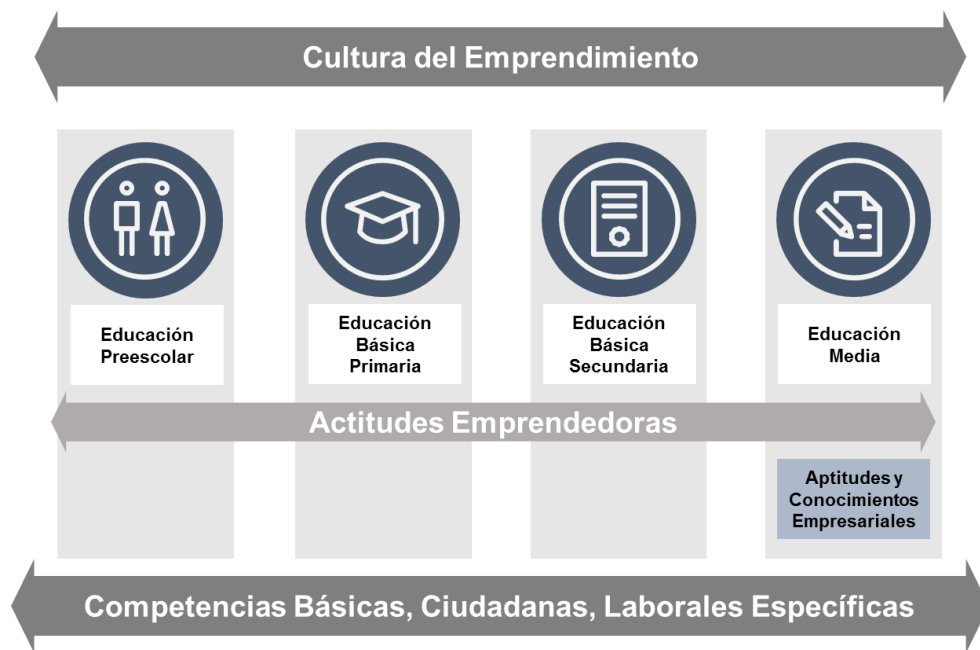 Cultura del Emprendimiento
Educación
Preescolar
Educación
Básica
Primaria
Educación
Básica
Secundaria
Educación
Media
Actitudes Emprendedoras
Aptitudes y
Conocimientos
Empresariales
Competencias Básicas, Ciudadanas, Laborales Específicas